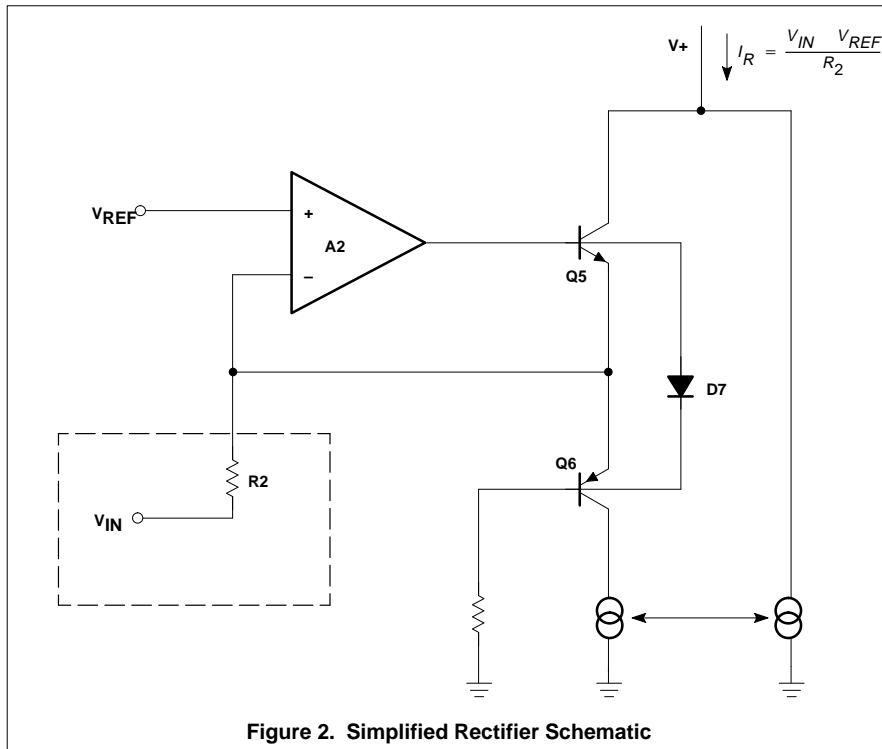 V+
I_R = V_IN V_REF / R_2
V_REF
+
A2
–
Q5
D7
Q6
R2
V_IN
Figure 2. Simplified Rectifier Schematic